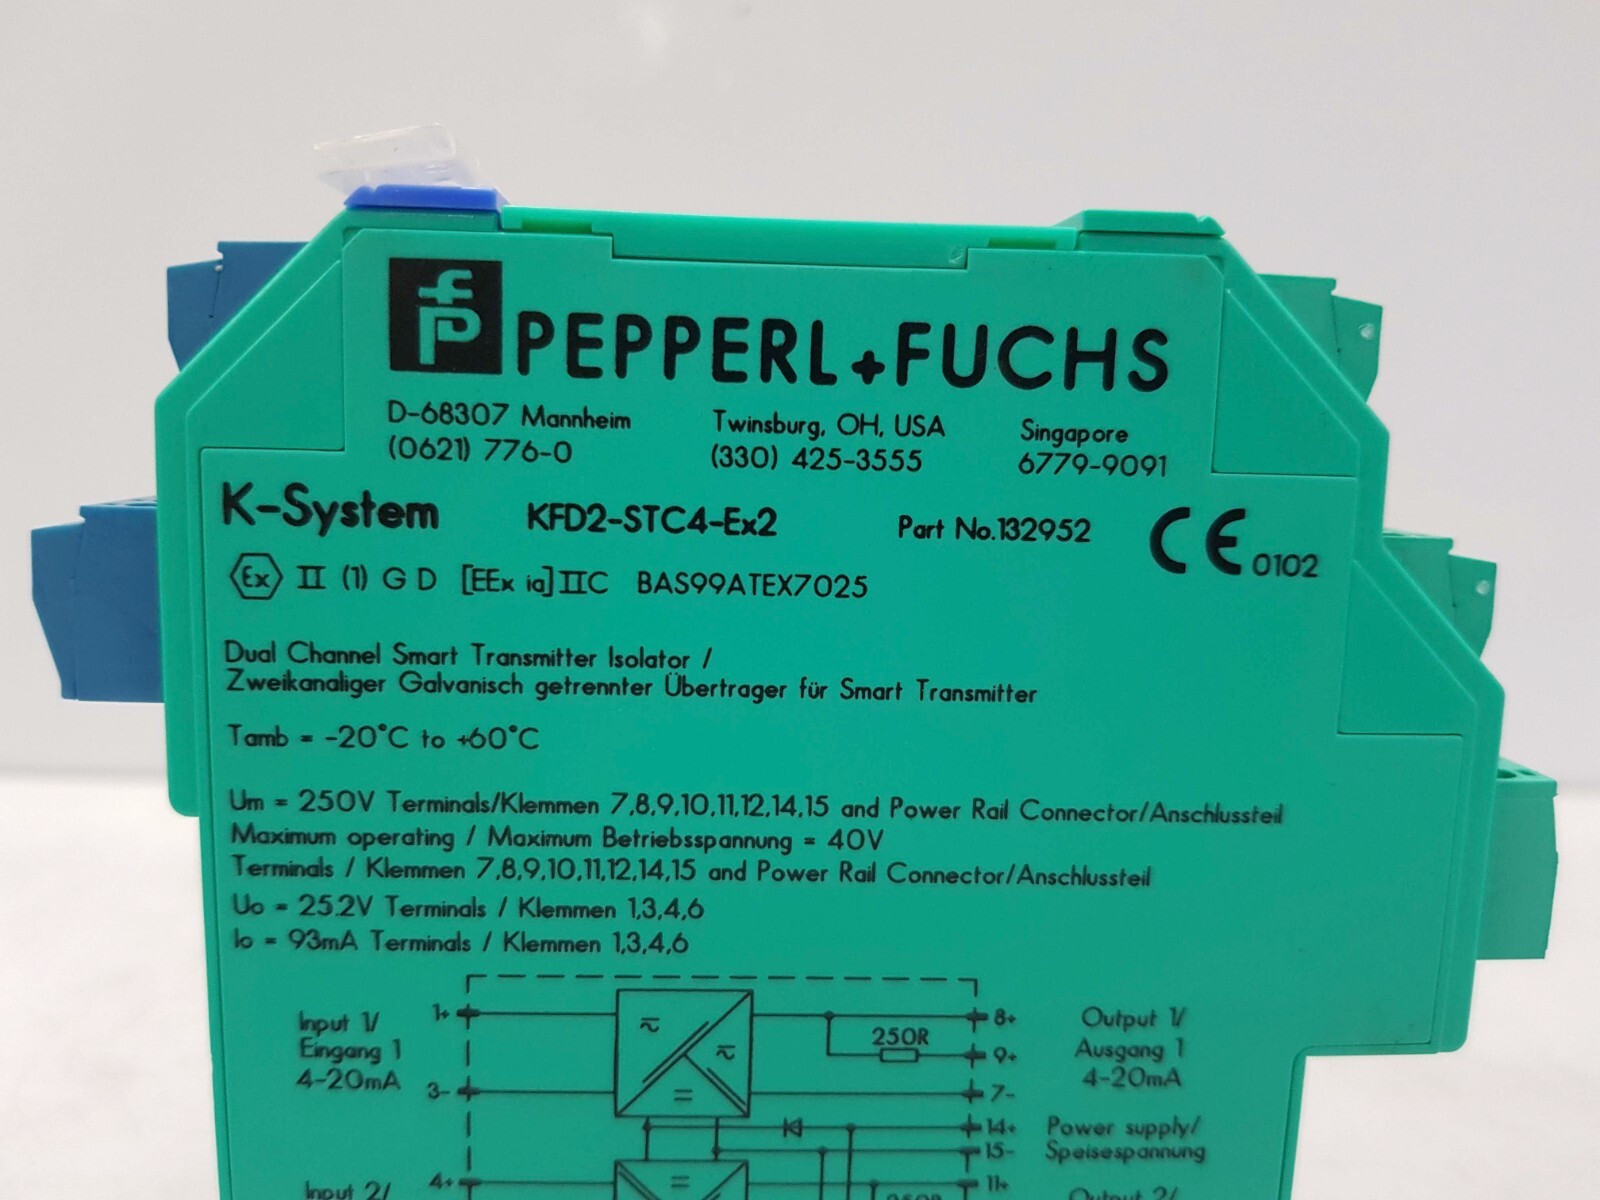 fp PEPPERL+FUCHS
D-68307 Mannheim Twinsburg, OH, USA Singapore
(0621) 776-0 (330) 425-3555 6779-9091
K-System KFD2-STC4-Ex2 Part No.132952 CE 0102
Ex II (1) G D [EEx ia]IIC BAS99ATEX7025
Dual Channel Smart Transmitter Isolator /
Zweikanaliger Galvanisch getrennter Übertrager für Smart Transmitter
Tamb = -20°C to +60°C
Um = 250V Terminals/Klemmen 7,8,9,10,11,12,14,15 and Power Rail Connector/Anschlussteil
Maximum operating / Maximum Betriebsspannung = 40V
Terminals / Klemmen 7,8,9,10,11,12,14,15 and Power Rail Connector/Anschlussteil
Uo = 25.2V Terminals / Klemmen 1,3,4,6
Io = 93mA Terminals / Klemmen 1,3,4,6
Input 1/
Eingang 1
4-20mA
1+
3-
250R
8+
9+
7-
Output 1/
Ausgang 1
4-20mA
14+
15-
Power supply/
Speisespannung
Input 2/
4+
250R
11+
Output 2/